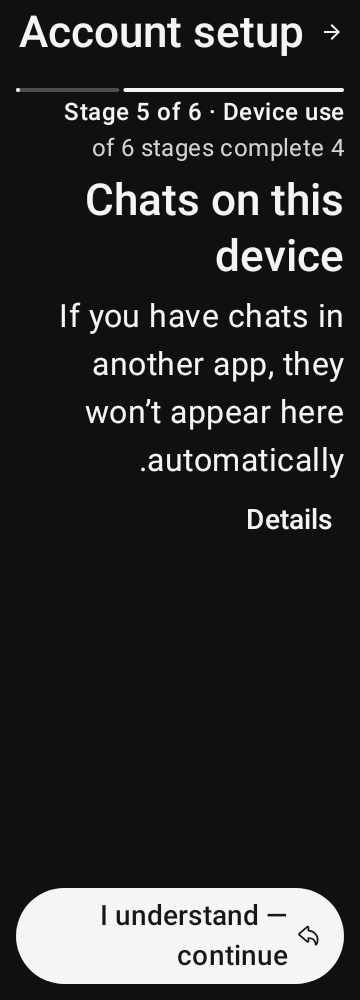 Account setup
Stage 5 of 6 · Device use
of 6 stages complete 4
Chats on this
device
If you have chats in
another app, they
won’t appear here
.automatically
Details
I understand —
continue